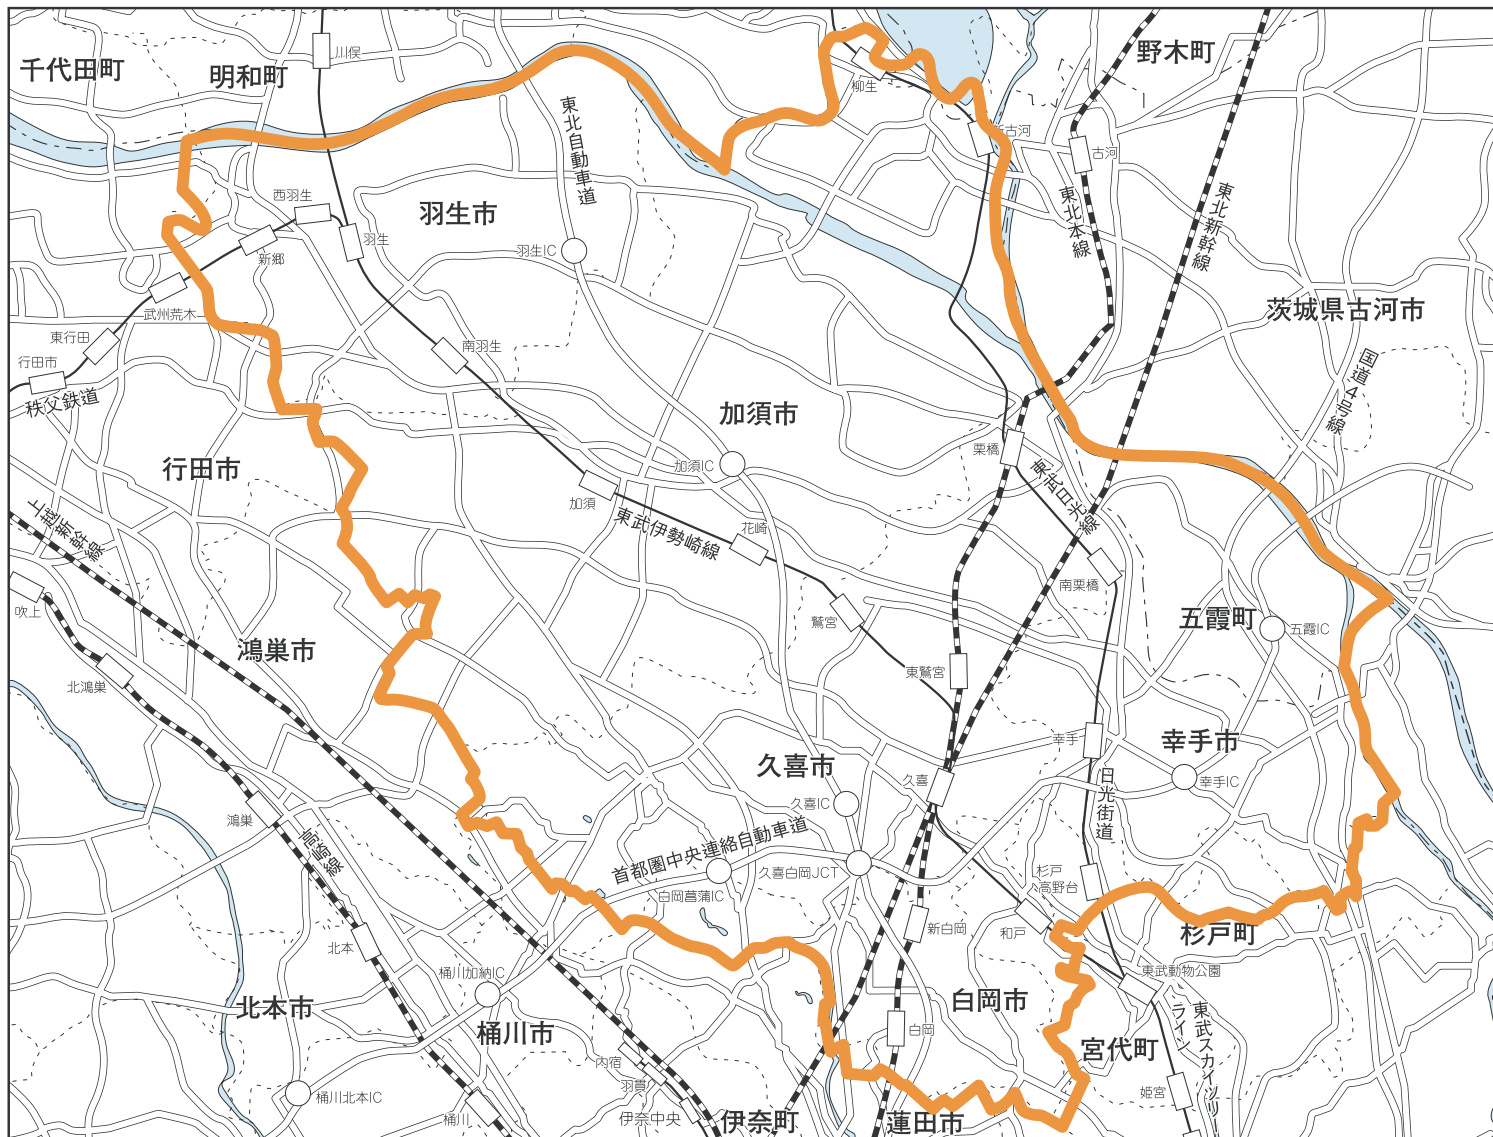 千代田町
明和町
川俣
柳生
野木町
東北自動車道
新古河
古河
西羽生
羽生市
羽生
新郷
羽生IC
東北本線
東北新幹線
武州荒木
茨城県古河市
東行田
行田市
南羽生
国道4号線
秩父鉄道
加須市
行田市
加須IC
栗橋
加須
東武日光線
上越新幹線
東武伊勢崎線
花崎
南栗橋
吹上
鷲宮
五霞町
五霞IC
鴻巣市
東鷲宮
北鴻巣
幸手
幸手市
久喜市
久喜
幸手IC
久喜IC
日光街道
鴻巣
高崎線
首都圏中央連絡自動車道
久喜白岡JCT
杉戸
高野台
白岡菖蒲IC
新白岡
和戸
杉戸町
北本
桶川加納IC
東武動物公園
北本市
白岡市
東武スカイツリー
ライン
桶川市
白岡
宮代町
内宿
羽貫
姫宮
桶川北本IC
桶川
伊奈中央
伊奈町
蓮田市